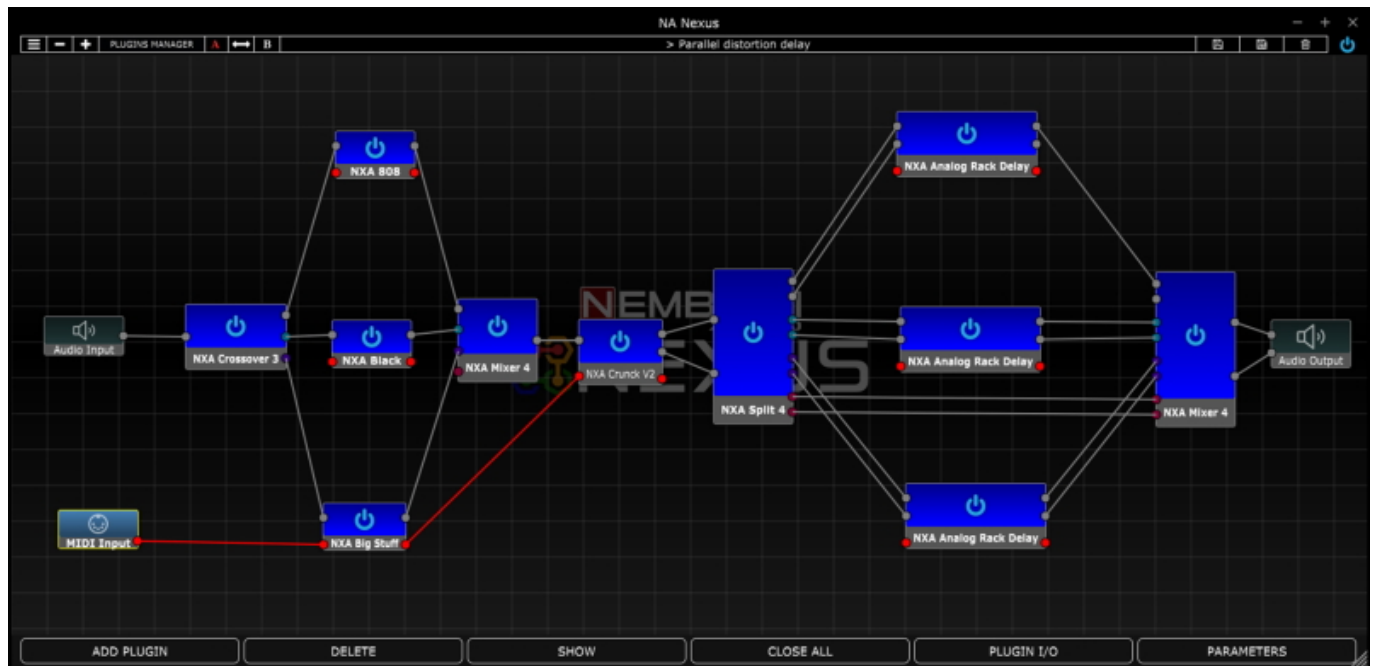 NA Nexus
PLUGINS MANAGER A B > Parallel distortion delay
NXA 808
NXA Analog Rack Delay
Audio Input
NXA Crossover 3
NXA Black
NXA Mixer 4
NXA Crunck V2
NXA Split 4
NXA Analog Rack Delay
NXA Mixer 4
Audio Output
NEMB
NEXUS
MIDI Input
NXA Big Stuff
NXA Analog Rack Delay
ADD PLUGIN DELETE SHOW CLOSE ALL PLUGIN I/O PARAMETERS